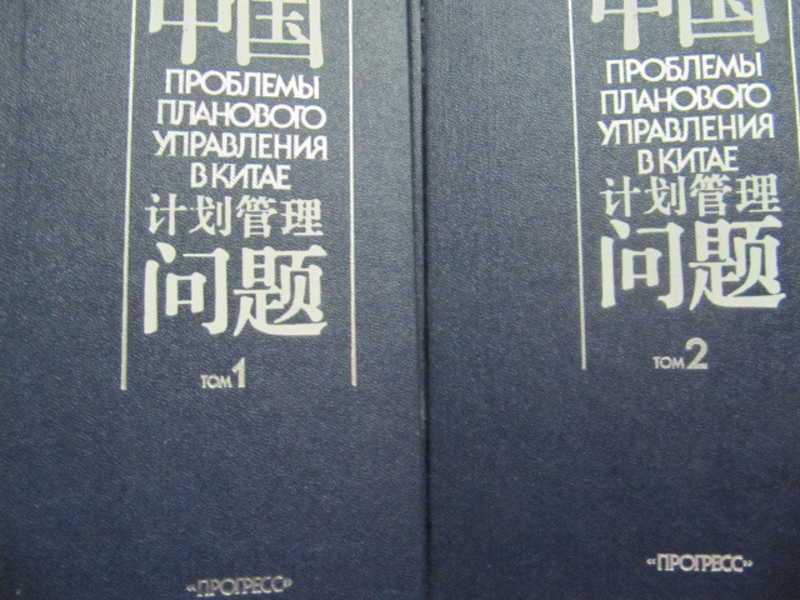 中国
ПРОБЛЕМЫ
ПЛАНОВОГО
УПРАВЛЕНИЯ
В КИТАЕ
计划管理
问题
ТОМ 1
«ПРОГРЕСС»
中国
ПРОБЛЕМЫ
ПЛАНОВОГО
УПРАВЛЕНИЯ
В КИТАЕ
计划管理
问题
ТОМ 2
«ПРОГРЕСС»